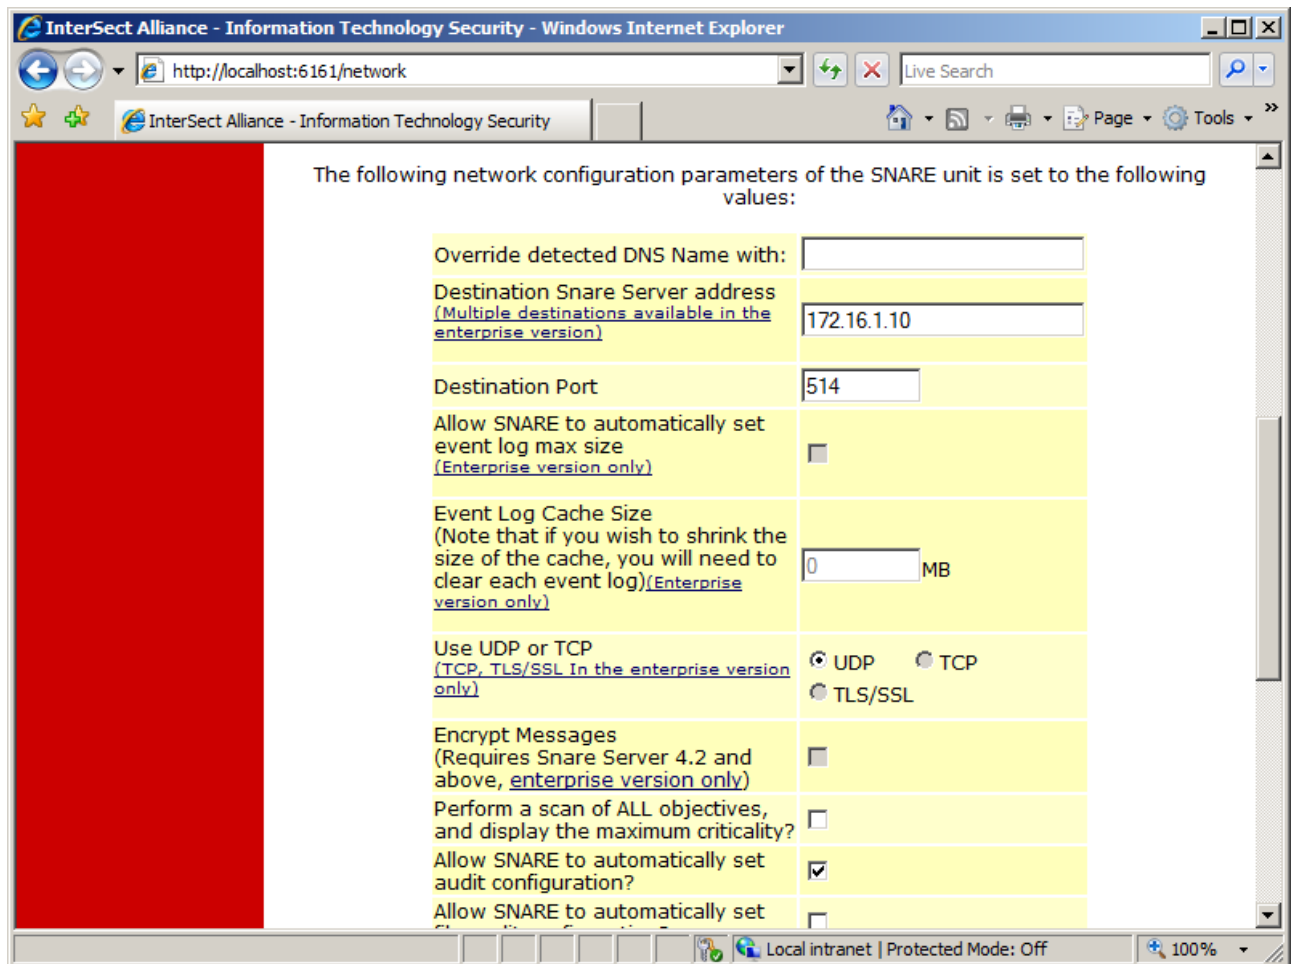 InterSect Alliance - Information Technology Security - Windows Internet Explorer
http://localhost:6161/network
Live Search
InterSect Alliance - Information Technology Security
Page
Tools
The following network configuration parameters of the SNARE unit is set to the following
values:
Override detected DNS Name with:
Destination Snare Server address
(Multiple destinations available in the
enterprise version)
172.16.1.10
Destination Port
514
Allow SNARE to automatically set
event log max size
(Enterprise version only)
Event Log Cache Size
(Note that if you wish to shrink the
size of the cache, you will need to
clear each event log)(Enterprise
version only)
0
MB
Use UDP or TCP
(TCP, TLS/SSL In the enterprise version
only)
UDP
TCP
TLS/SSL
Encrypt Messages
(Requires Snare Server 4.2 and
above, enterprise version only)
Perform a scan of ALL objectives,
and display the maximum criticality?
Allow SNARE to automatically set
audit configuration?
Allow SNARE to automatically set
Local intranet | Protected Mode: Off
100%